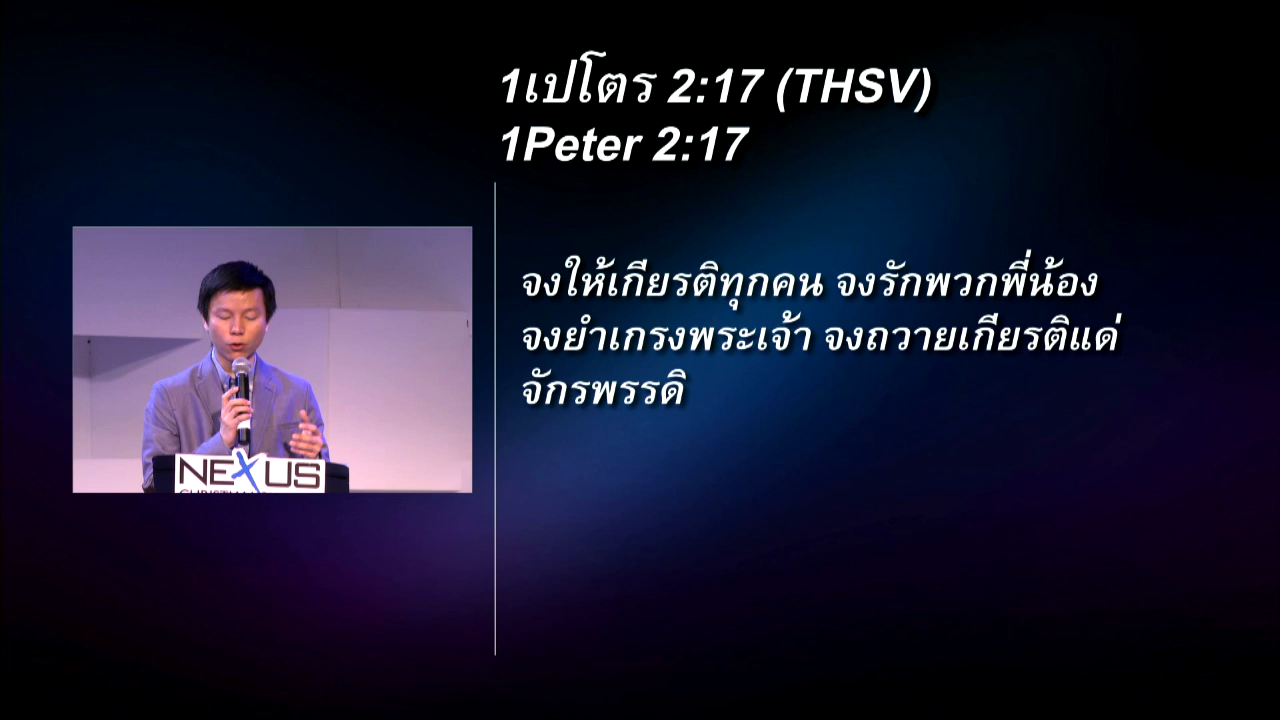 1เปโตร 2:17 (THSV)
1Peter 2:17
จงให้เกียรติทุกคน จงรักพวกพี่น้อง
จงยำเกรงพระเจ้า จงถวายเกียรติแด่
จักรพรรดิ
NEXUS